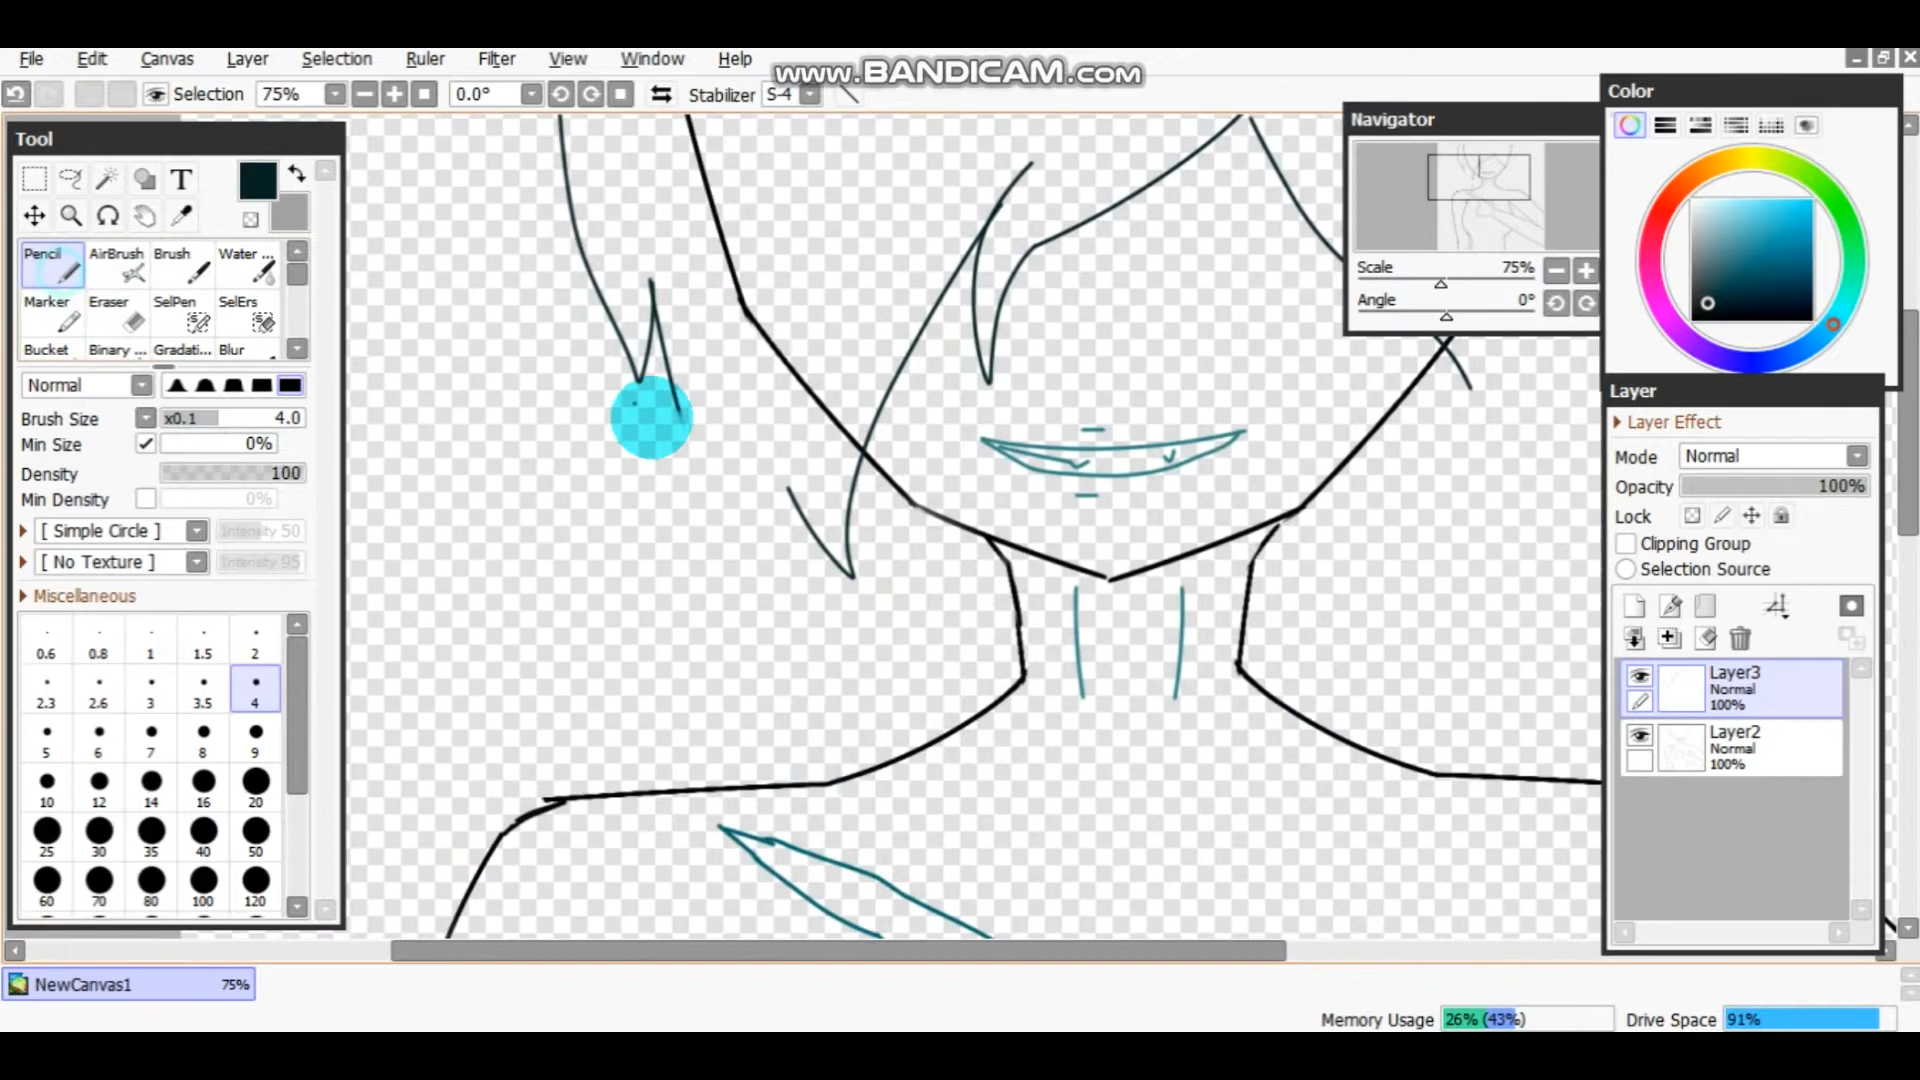 File Edit Canvas Layer Selection Ruler Filter View Window Help
www.BANDICAM.com
Selection 75% 0.0° Stabilizer S-4
Tool
T
Pencil AirBrush Brush Water ...
Marker Eraser SelPen SelErs
Bucket Binary ... Gradati... Blur
Normal
Brush Size x0.1 4.0
Min Size 0%
Density 100
Min Density 0%
[ Simple Circle ] Intensity 50
[ No Texture ] Intensity 95
Miscellaneous
0.6 0.8 1 1.5 2
2.3 2.6 3 3.5 4
5 6 7 8 9
10 12 14 16 20
25 30 35 40 50
60 70 80 100 120
Navigator
Scale 75%
Angle 0°
Color
Layer
Layer Effect
Mode Normal
Opacity 100%
Lock
Clipping Group
Selection Source
Layer3
Normal
100%
Layer2
Normal
100%
NewCanvas1 75%
Memory Usage 26% (43%) Drive Space 91%